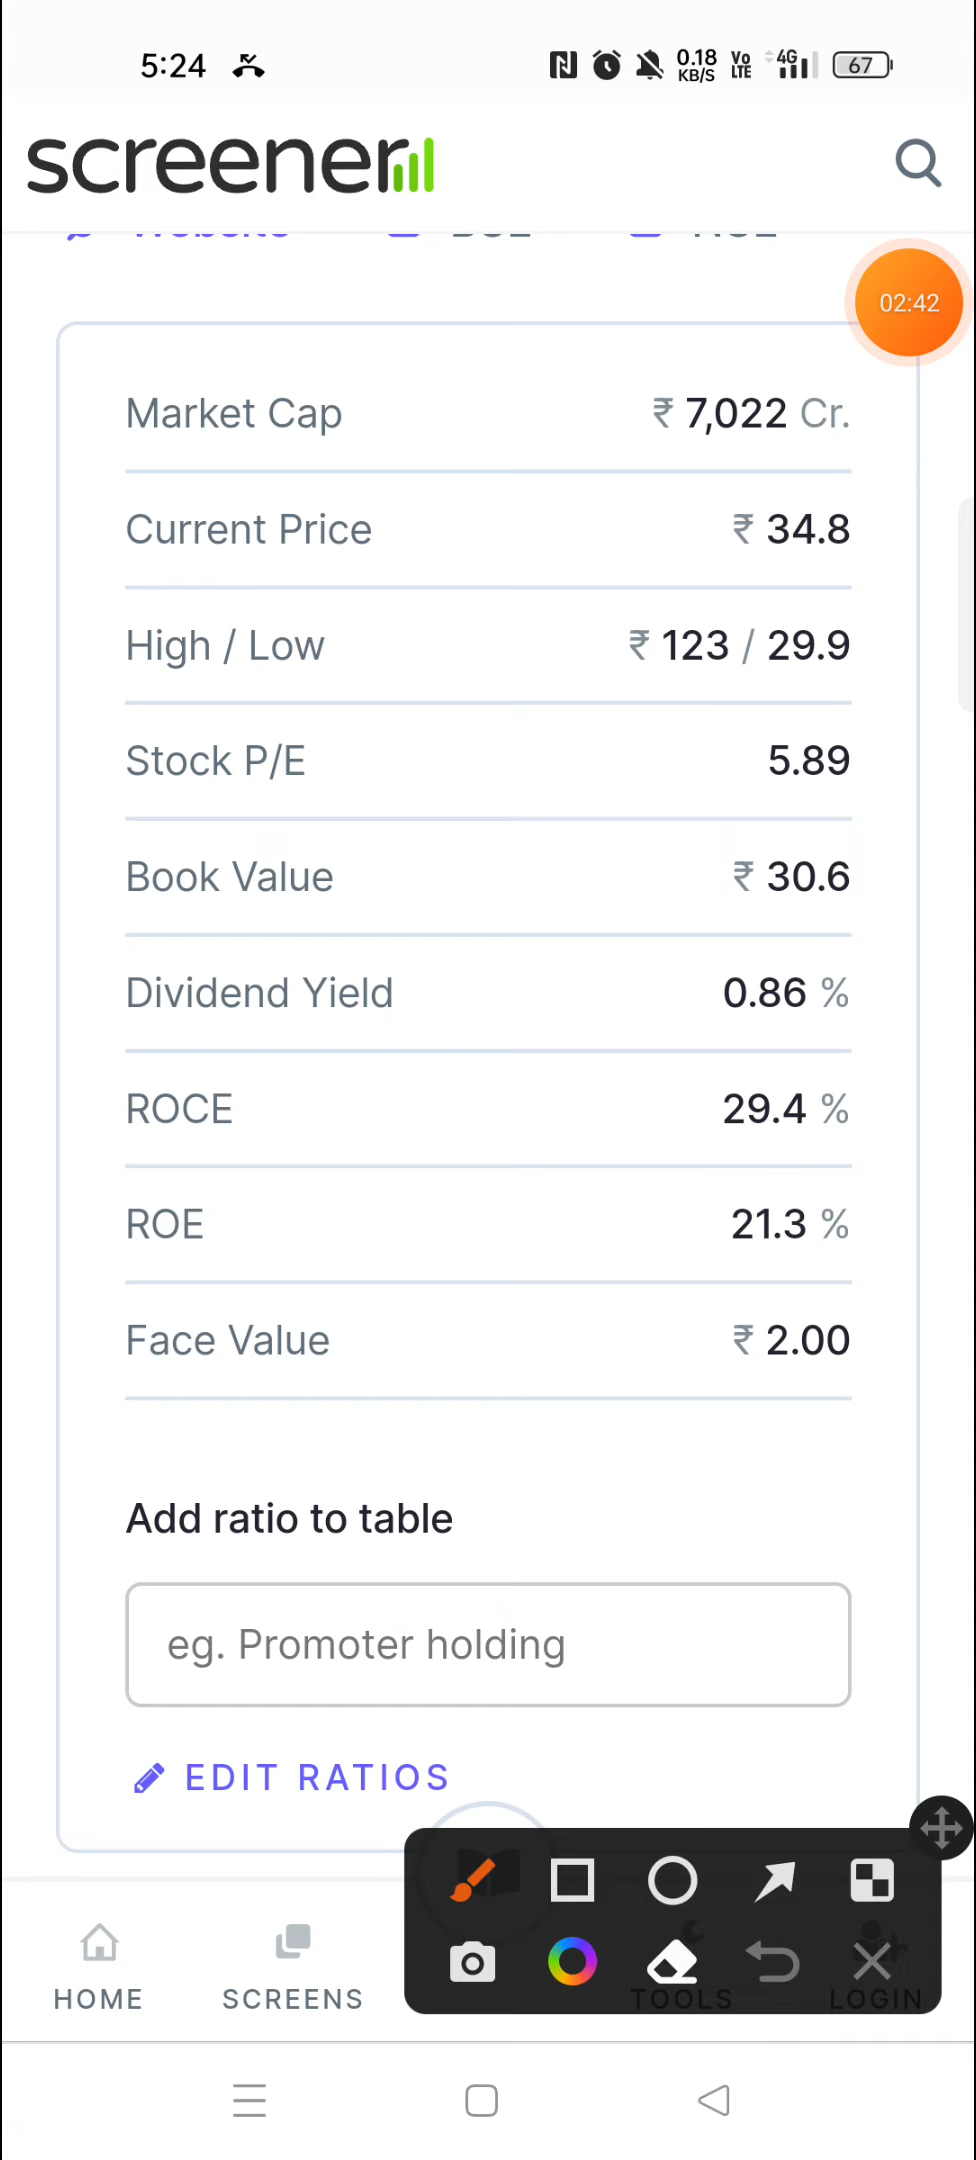 5:24 0.18 KB/S Vo LTE 4G 67
screener
02:42
Market Cap ₹ 7,022 Cr.
Current Price ₹ 34.8
High / Low ₹ 123 / 29.9
Stock P/E 5.89
Book Value ₹ 30.6
Dividend Yield 0.86 %
ROCE 29.4 %
ROE 21.3 %
Face Value ₹ 2.00
Add ratio to table
eg. Promoter holding
EDIT RATIOS
HOME SCREENS TOOLS LOGIN